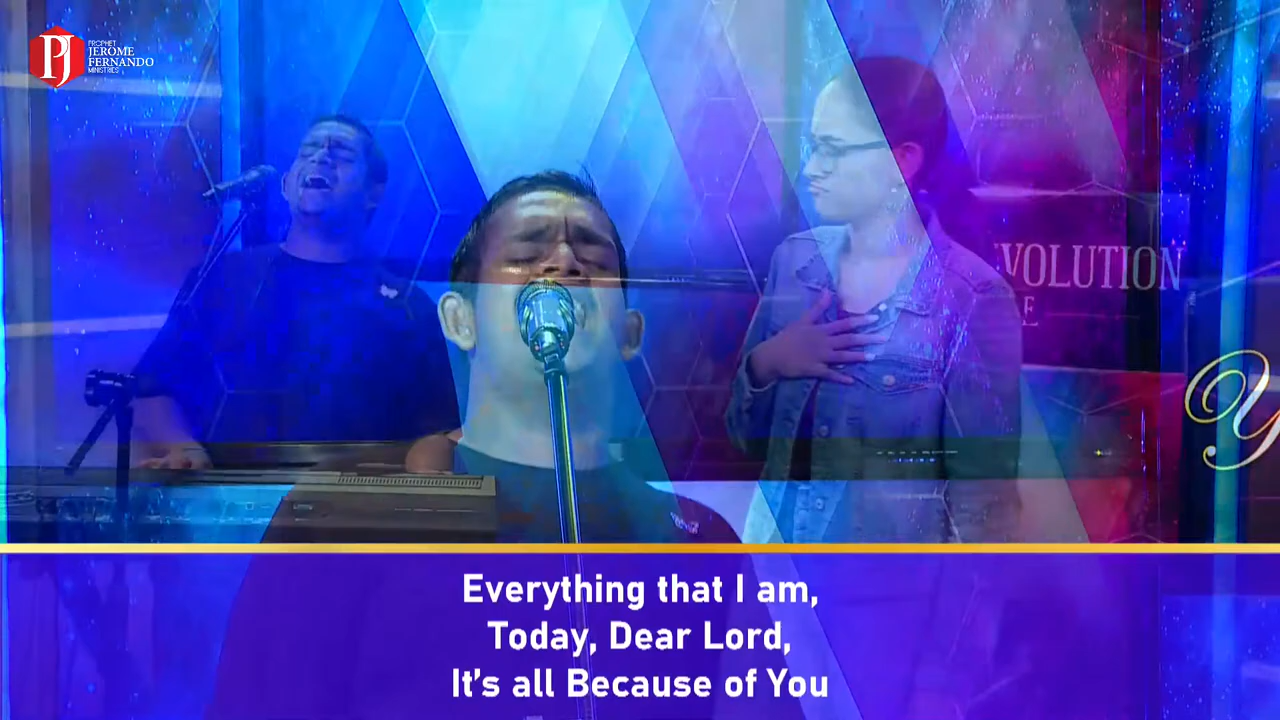 PJ
PROPHET
JEROME
FERNANDO
MINISTRIES
VOLUTION
Everything that I am,
Today, Dear Lord,
It's all Because of You